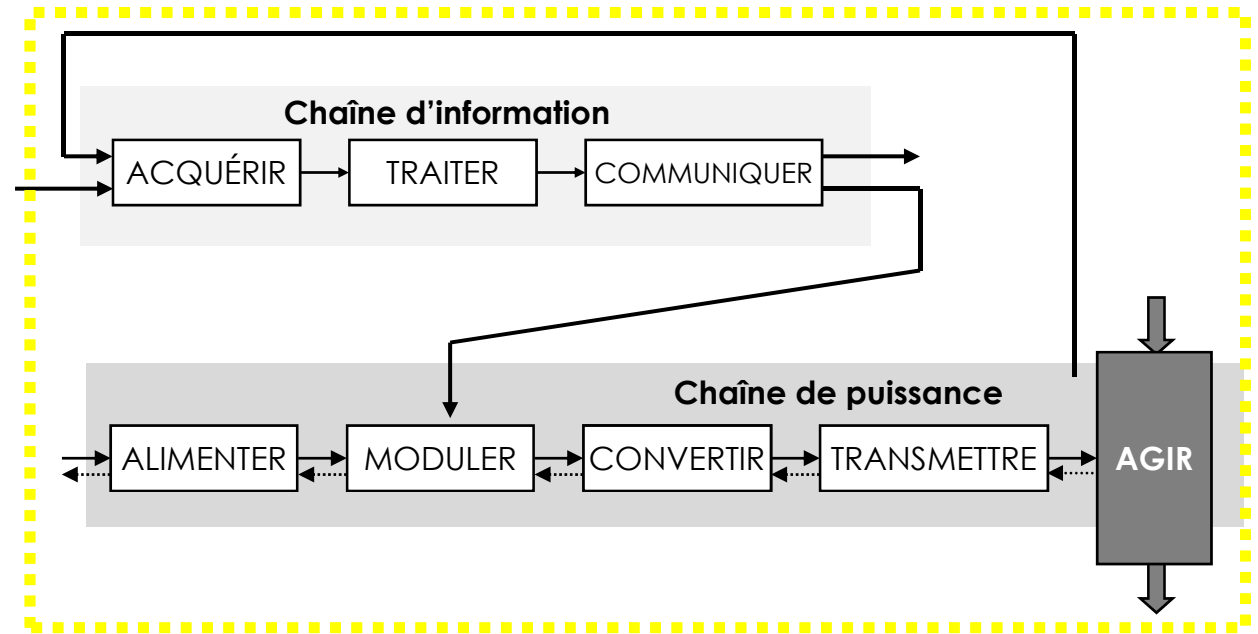 Chaîne d’information
ACQUÉRIR
TRAITER
COMMUNIQUER
Chaîne de puissance
ALIMENTER
MODULER
CONVERTIR
TRANSMETTRE
AGIR